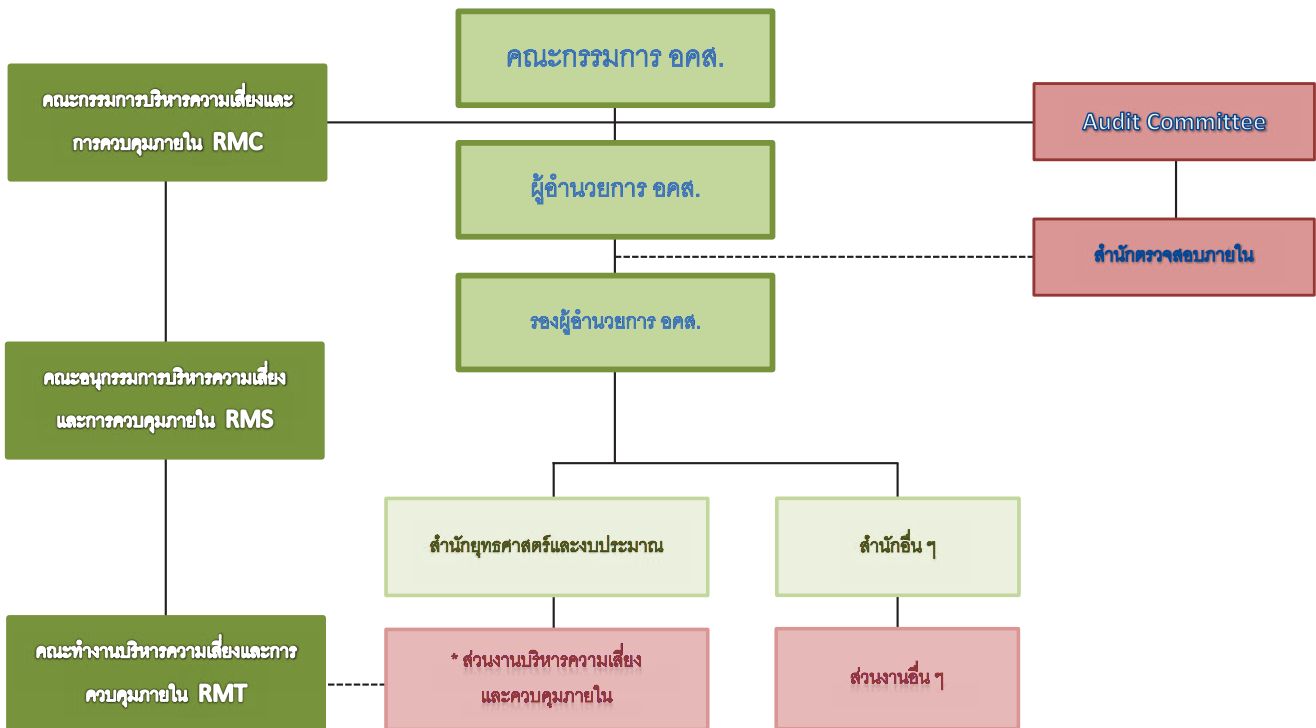 คณะกรรมการ อคส.
คณะกรรมการบริหารความเสี่ยงและ
การควบคุมภายใน RMC
Audit Committee
ผู้อำนวยการ อคส.
สำนักตรวจสอบภายใน
รองผู้อำนวยการ อคส.
คณะอนุกรรมการบริหารความเสี่ยง
และการควบคุมภายใน RMS
สำนักยุทธศาสตร์และงบประมาณ
สำนักอื่น ๆ
คณะทำงานบริหารความเสี่ยงและการ
ควบคุมภายใน RMT
* ส่วนงานบริหารความเสี่ยง
และควบคุมภายใน
ส่วนงานอื่น ๆ